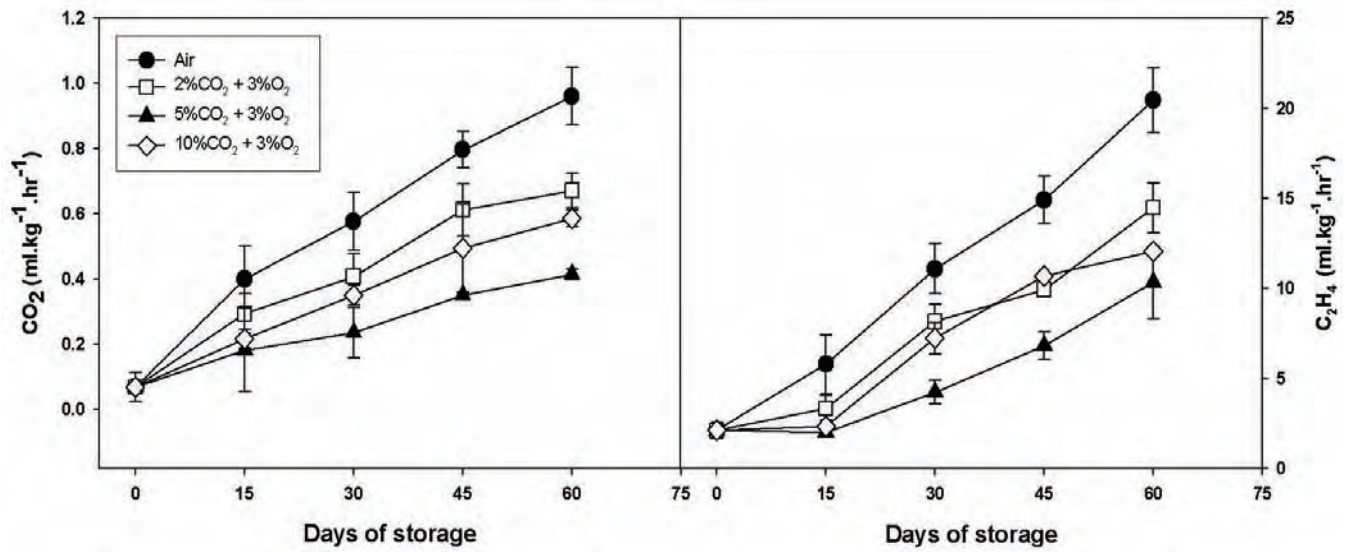 1.2
1.0
0.8
0.6
0.4
0.2
0.0
CO₂ (ml.kg⁻¹.hr⁻¹)
Air
2%CO₂ + 3%O₂
5%CO₂ + 3%O₂
10%CO₂ + 3%O₂
0 15 30 45 60 75
Days of storage
0 15 30 45 60 75
Days of storage
25
20
15
10
5
0
C₂H₄ (ml.kg⁻¹.hr⁻¹)